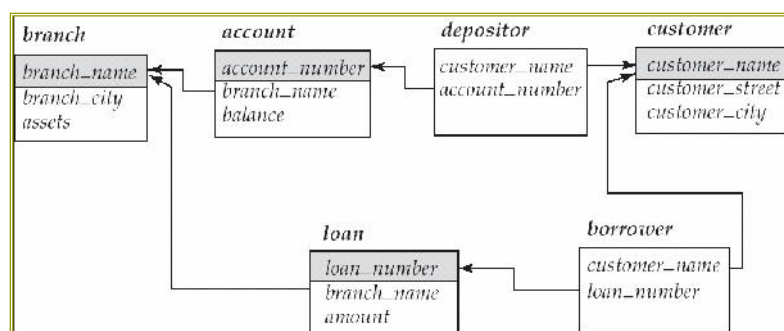 branch
branch_name
branch_city
assets
account
account_number
branch_name
balance
depositor
customer_name
account_number
customer
customer_name
customer_street
customer_city
loan
loan_number
branch_name
amount
borrower
customer_name
loan_number